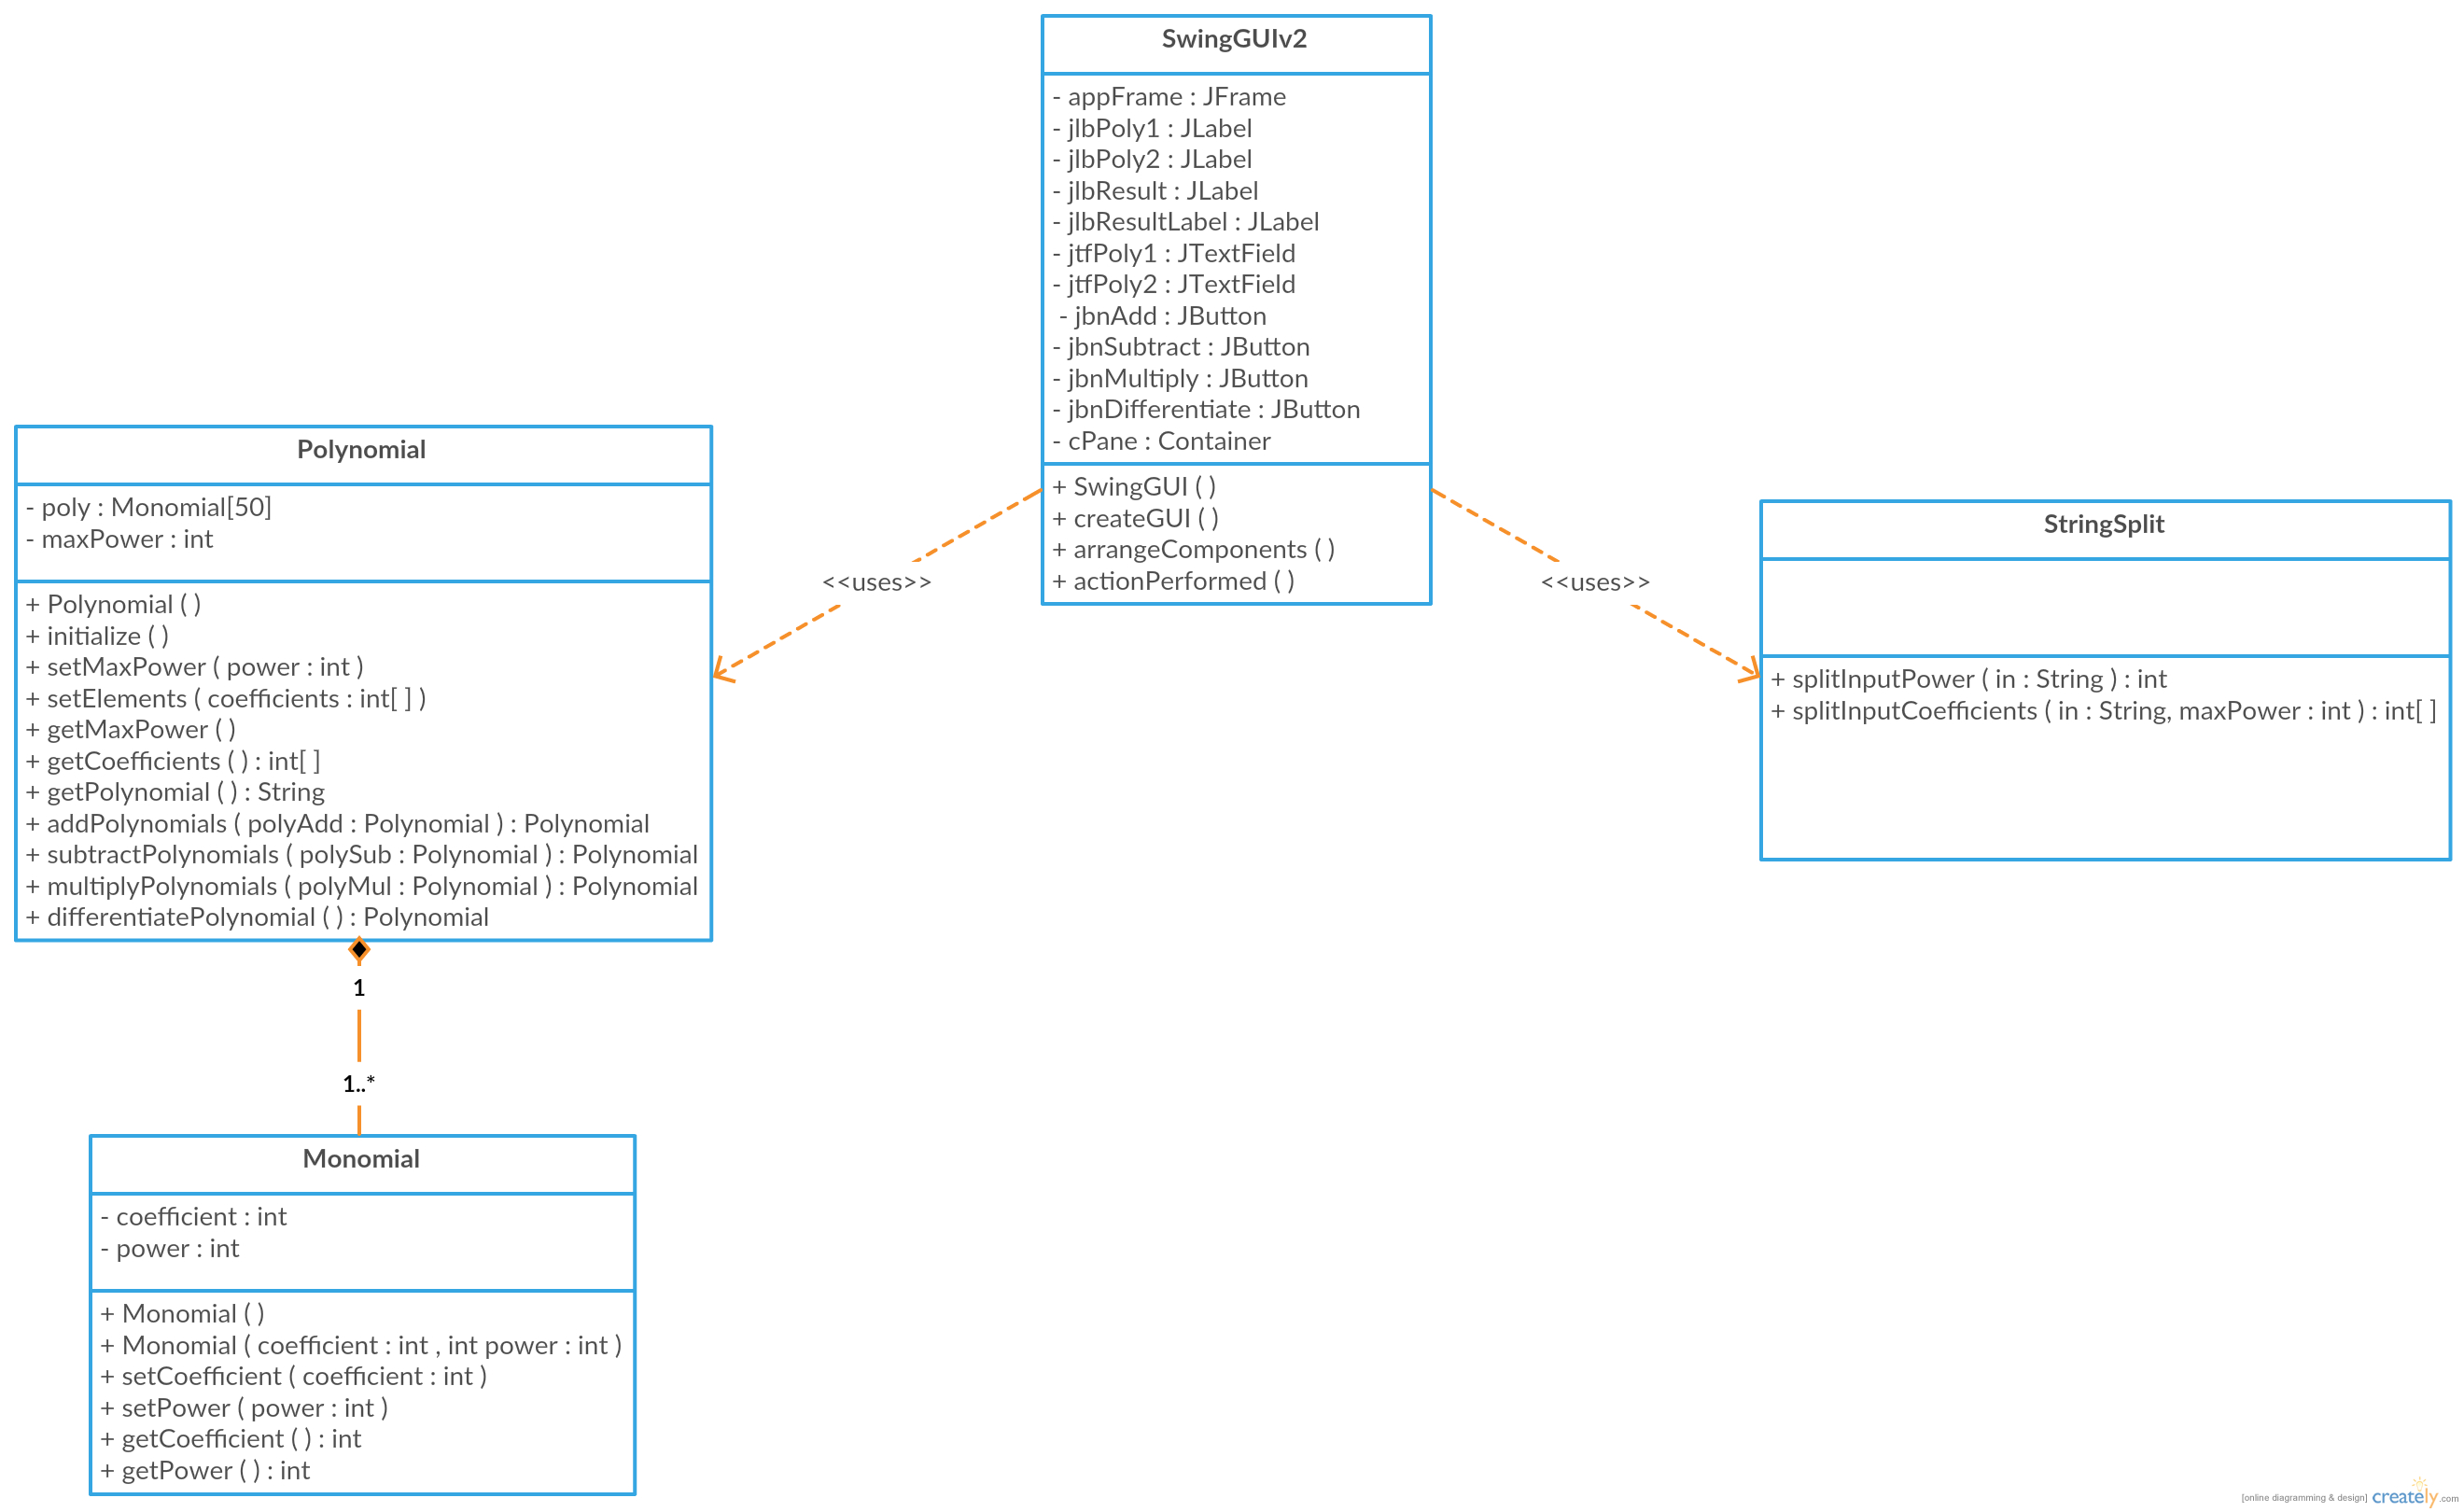 SwingGUIv2
- appFrame : JFrame
- jlbPoly1 : JLabel
- jlbPoly2 : JLabel
- jlbResult : JLabel
- jlbResultLabel : JLabel
- jtfPoly1 : JTextField
- jtfPoly2 : JTextField
- jbnAdd : JButton
- jbnSubtract : JButton
- jbnMultiply : JButton
- jbnDifferentiate : JButton
- cPane : Container
+ SwingGUI ( )
+ createGUI ( )
+ arrangeComponents ( )
+ actionPerformed ( )
<<uses>>
<<uses>>
Polynomial
- poly : Monomial[50]
- maxPower : int
+ Polynomial ( )
+ initialize ( )
+ setMaxPower ( power : int )
+ setElements ( coefficients : int[ ] )
+ getMaxPower ( )
+ getCoefficients ( ) : int[ ]
+ getPolynomial ( ) : String
+ addPolynomials ( polyAdd : Polynomial ) : Polynomial
+ subtractPolynomials ( polySub : Polynomial ) : Polynomial
+ multiplyPolynomials ( polyMul : Polynomial ) : Polynomial
+ differentiatePolynomial ( ) : Polynomial
StringSplit
+ splitInputPower ( in : String ) : int
+ splitInputCoefficients ( in : String, maxPower : int ) : int[ ]
1
1..*
Monomial
- coefficient : int
- power : int
+ Monomial ( )
+ Monomial ( coefficient : int , int power : int )
+ setCoefficient ( coefficient : int )
+ setPower ( power : int )
+ getCoefficient ( ) : int
+ getPower ( ) : int
[online diagramming & design] creately.com